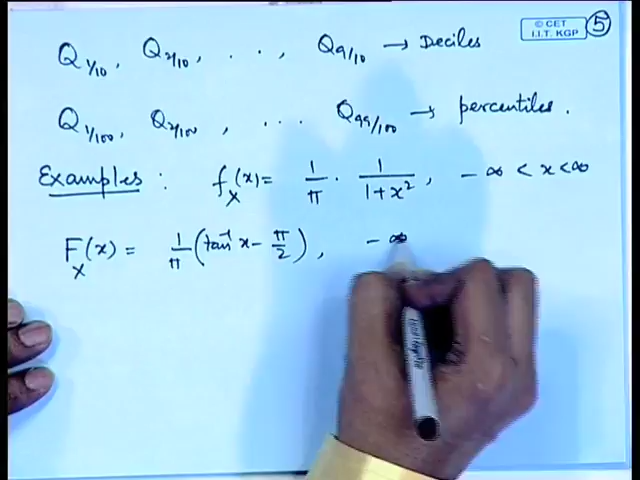 © CET
I.I.T. KGP
5
Q1/10, Q2/10, . . . , Q9/10 → Deciles
Q1/100, Q2/100, . . . Q99/100 → percentiles.
Examples : fX(x) = 1/π · 1/(1+x²), -∞ < x < ∞
FX(x) = 1/π (tan⁻¹ x - π/2), -∞